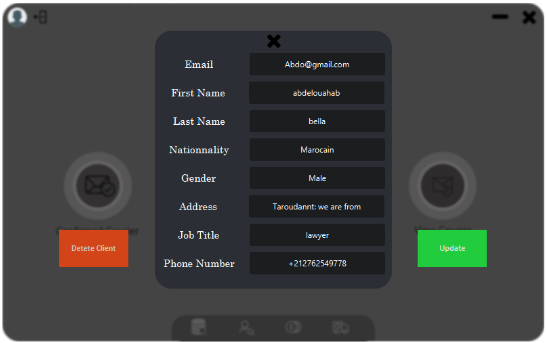 Email
Abdo@gmail.com
First Name
abdelouahab
Last Name
bella
Nationnality
Marocain
Gender
Male
Address
Taroudannt: we are from
Job Title
lawyer
Phone Number
+212762549778
Detete Client
Update